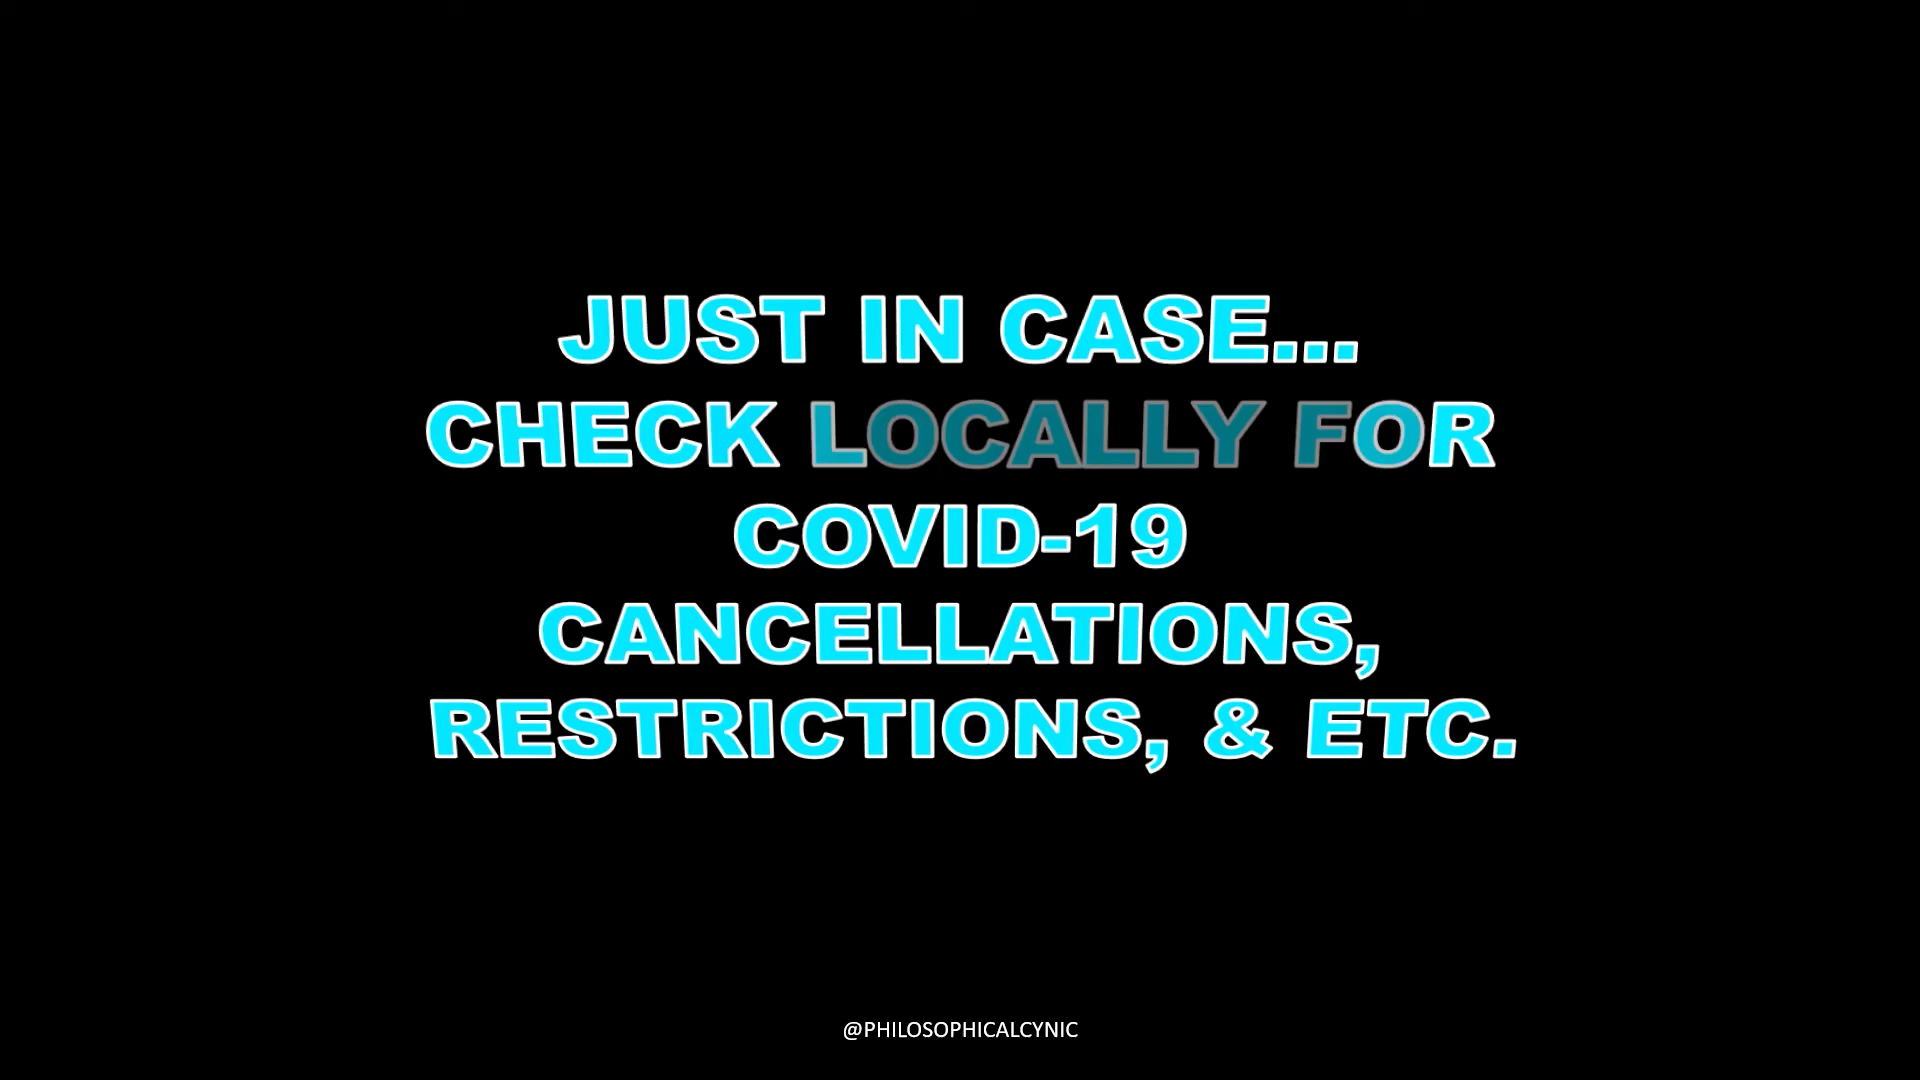 JUST IN CASE...
CHECK LOCALLY FOR
COVID-19
CANCELLATIONS,
RESTRICTIONS, & ETC.
@PHILOSOPHICALCYNIC